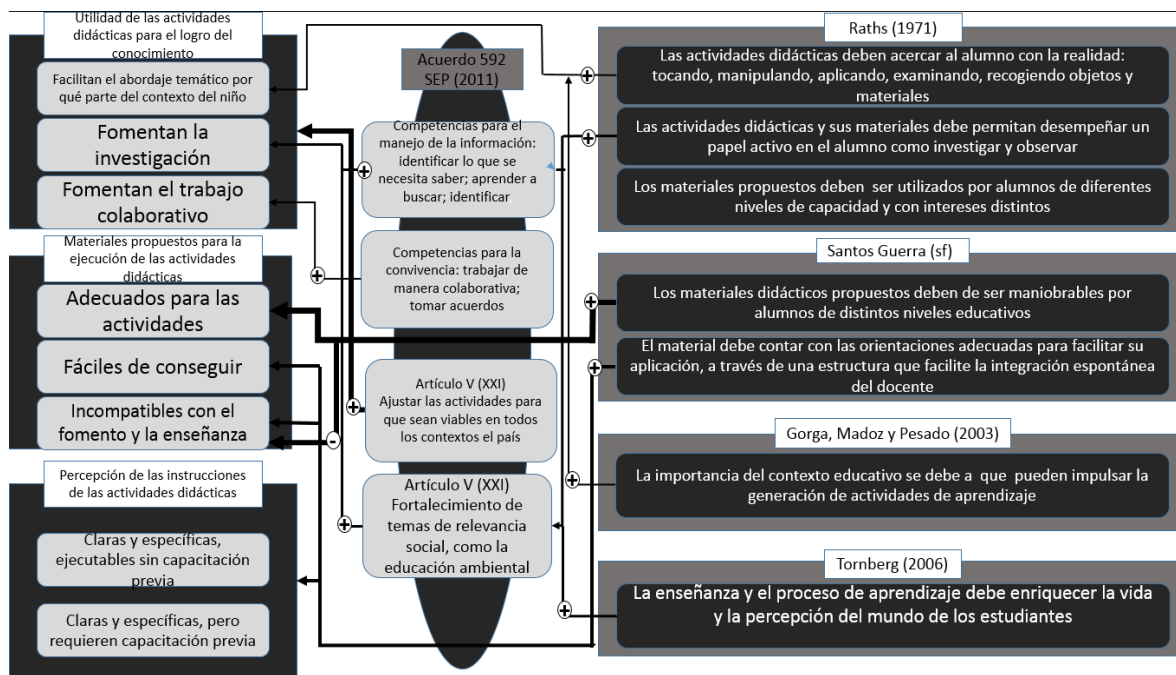 Utilidad de las actividades
didácticas para el logro del
conocimiento
Facilitan el abordaje temático por
qué parte del contexto del niño
Fomentan la
investigación
Fomentan el trabajo
colaborativo
Materiales propuestos para la
ejecución de las actividades
didácticas
Adecuados para las
actividades
Fáciles de conseguir
Incompatibles con el
fomento y la enseñanza
Percepción de las instrucciones
de las actividades didácticas
Claras y específicas,
ejecutables sin capacitación
previa
Claras y específicas, pero
requieren capacitación previa
Acuerdo 592
SEP (2011)
Competencias para el
manejo de la información:
identificar lo que se
necesita saber; aprender a
buscar; identificar
Competencias para la
convivencia: trabajar de
manera colaborativa;
tomar acuerdos
Artículo V (XXI)
Ajustar las actividades para
que sean viables en todos
los contextos el país
Artículo V (XXI)
Fortalecimiento de
temas de relevancia
social, como la
educación ambiental
Raths (1971)
Las actividades didácticas deben acercar al alumno con la realidad:
tocando, manipulando, aplicando, examinando, recogiendo objetos y
materiales
Las actividades didácticas y sus materiales debe permitan desempeñar un
papel activo en el alumno como investigar y observar
Los materiales propuestos deben ser utilizados por alumnos de diferentes
niveles de capacidad y con intereses distintos
Santos Guerra (sf)
Los materiales didácticos propuestos deben de ser maniobrables por
alumnos de distintos niveles educativos
El material debe contar con las orientaciones adecuadas para facilitar su
aplicación, a través de una estructura que facilite la integración espontánea
del docente
Gorga, Madoz y Pesado (2003)
La importancia del contexto educativo se debe a que pueden impulsar la
generación de actividades de aprendizaje
Tornberg (2006)
La enseñanza y el proceso de aprendizaje debe enriquecer la vida
y la percepción del mundo de los estudiantes